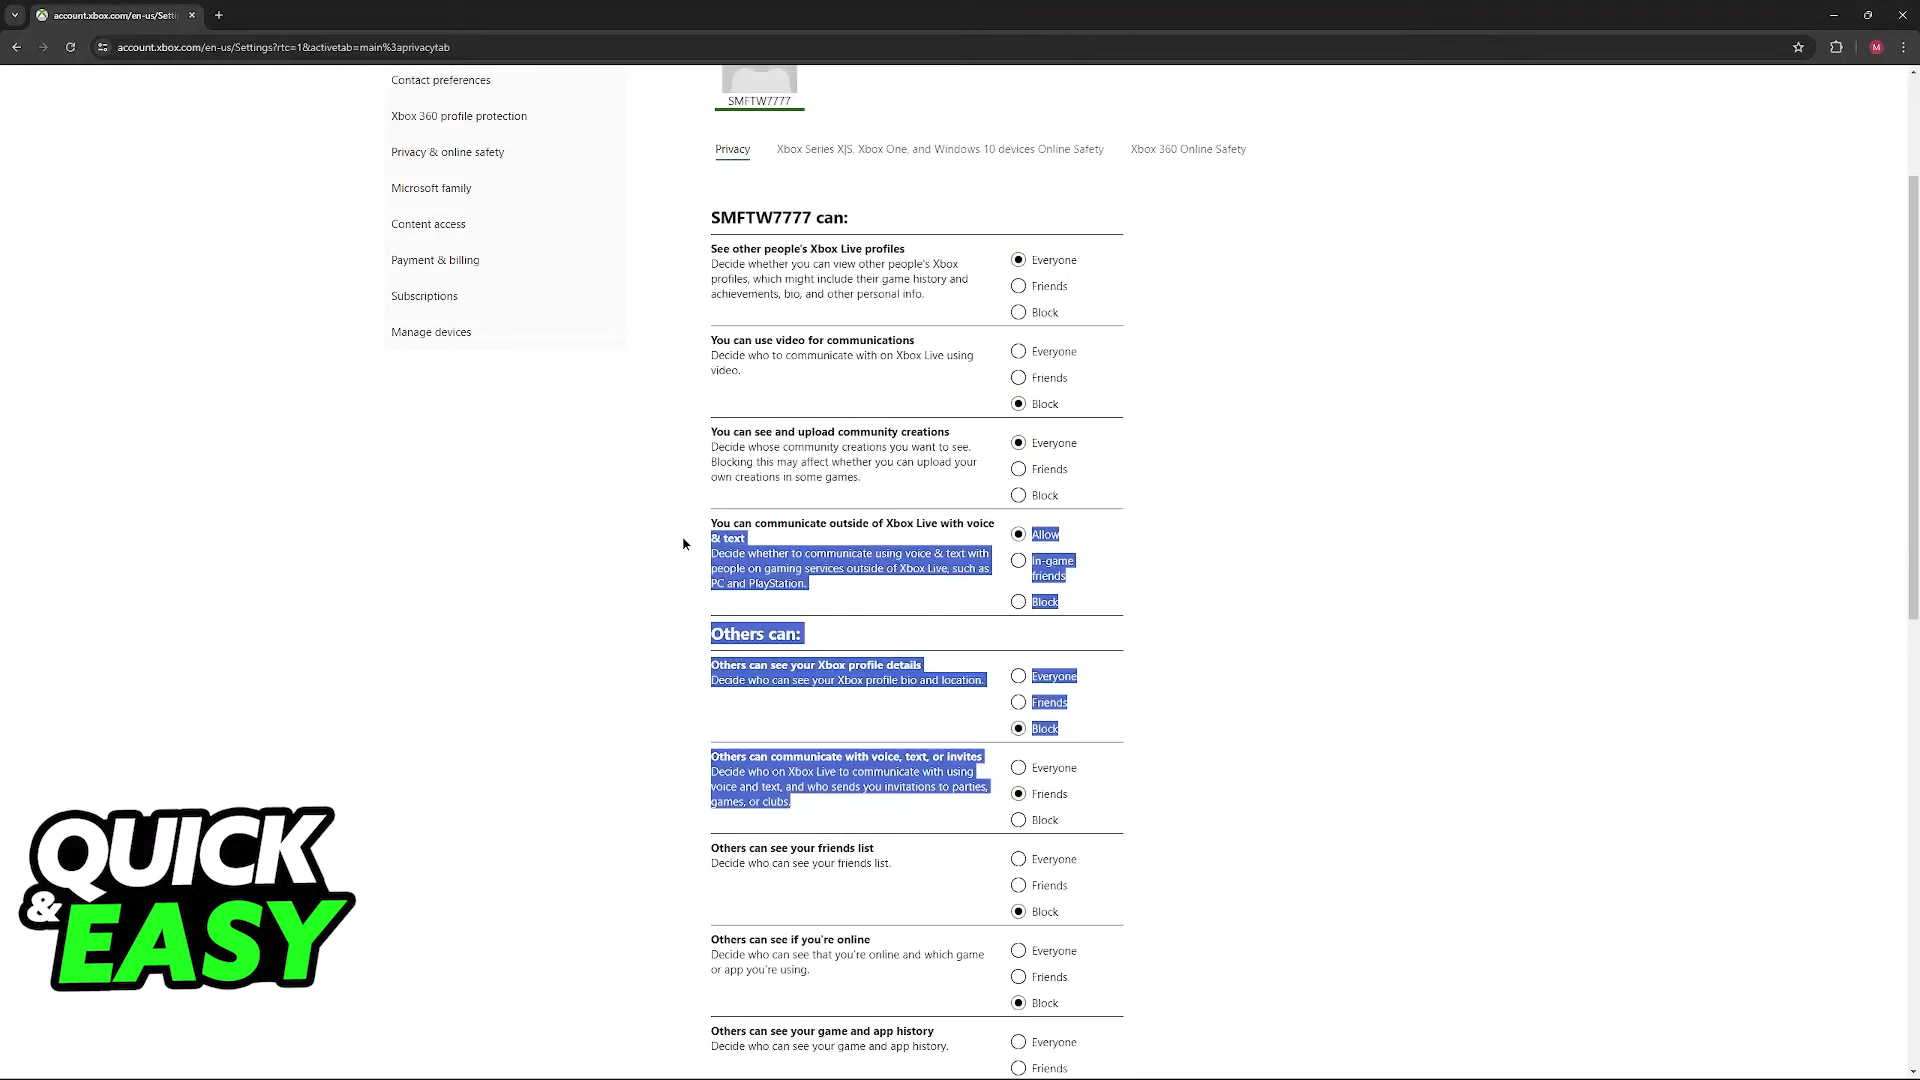 account.xbox.com/en-us/Setti
account.xbox.com/en-us/Settings?rtc=1&activetab=main%3aprivacytab
M
Contact preferences
Xbox 360 profile protection
Privacy & online safety
Microsoft family
Content access
Payment & billing
Subscriptions
Manage devices
SMFTW7777
Privacy
Xbox Series X|S, Xbox One, and Windows 10 devices Online Safety
Xbox 360 Online Safety
SMFTW7777 can:
See other people's Xbox Live profiles
Decide whether you can view other people's Xbox
profiles, which might include their game history and
achievements, bio, and other personal info.
Everyone
Friends
Block
You can use video for communications
Decide who to communicate with on Xbox Live using
video.
Everyone
Friends
Block
You can see and upload community creations
Decide whose community creations you want to see.
Blocking this may affect whether you can upload your
own creations in some games.
Everyone
Friends
Block
You can communicate outside of Xbox Live with voice
& text
Decide whether to communicate using voice & text with
people on gaming services outside of Xbox Live, such as
PC and PlayStation.
Allow
In-game
friends
Block
Others can:
Others can see your Xbox profile details
Decide who can see your Xbox profile bio and location.
Everyone
Friends
Block
Others can communicate with voice, text, or invites
Decide who on Xbox Live to communicate with using
voice and text, and who sends you invitations to parties,
games, or clubs.
Everyone
Friends
Block
Others can see your friends list
Decide who can see your friends list.
Everyone
Friends
Block
Others can see if you're online
Decide who can see that you're online and which game
or app you're using.
Everyone
Friends
Block
Others can see your game and app history
Decide who can see your game and app history.
Everyone
Friends
QUICK
& EASY